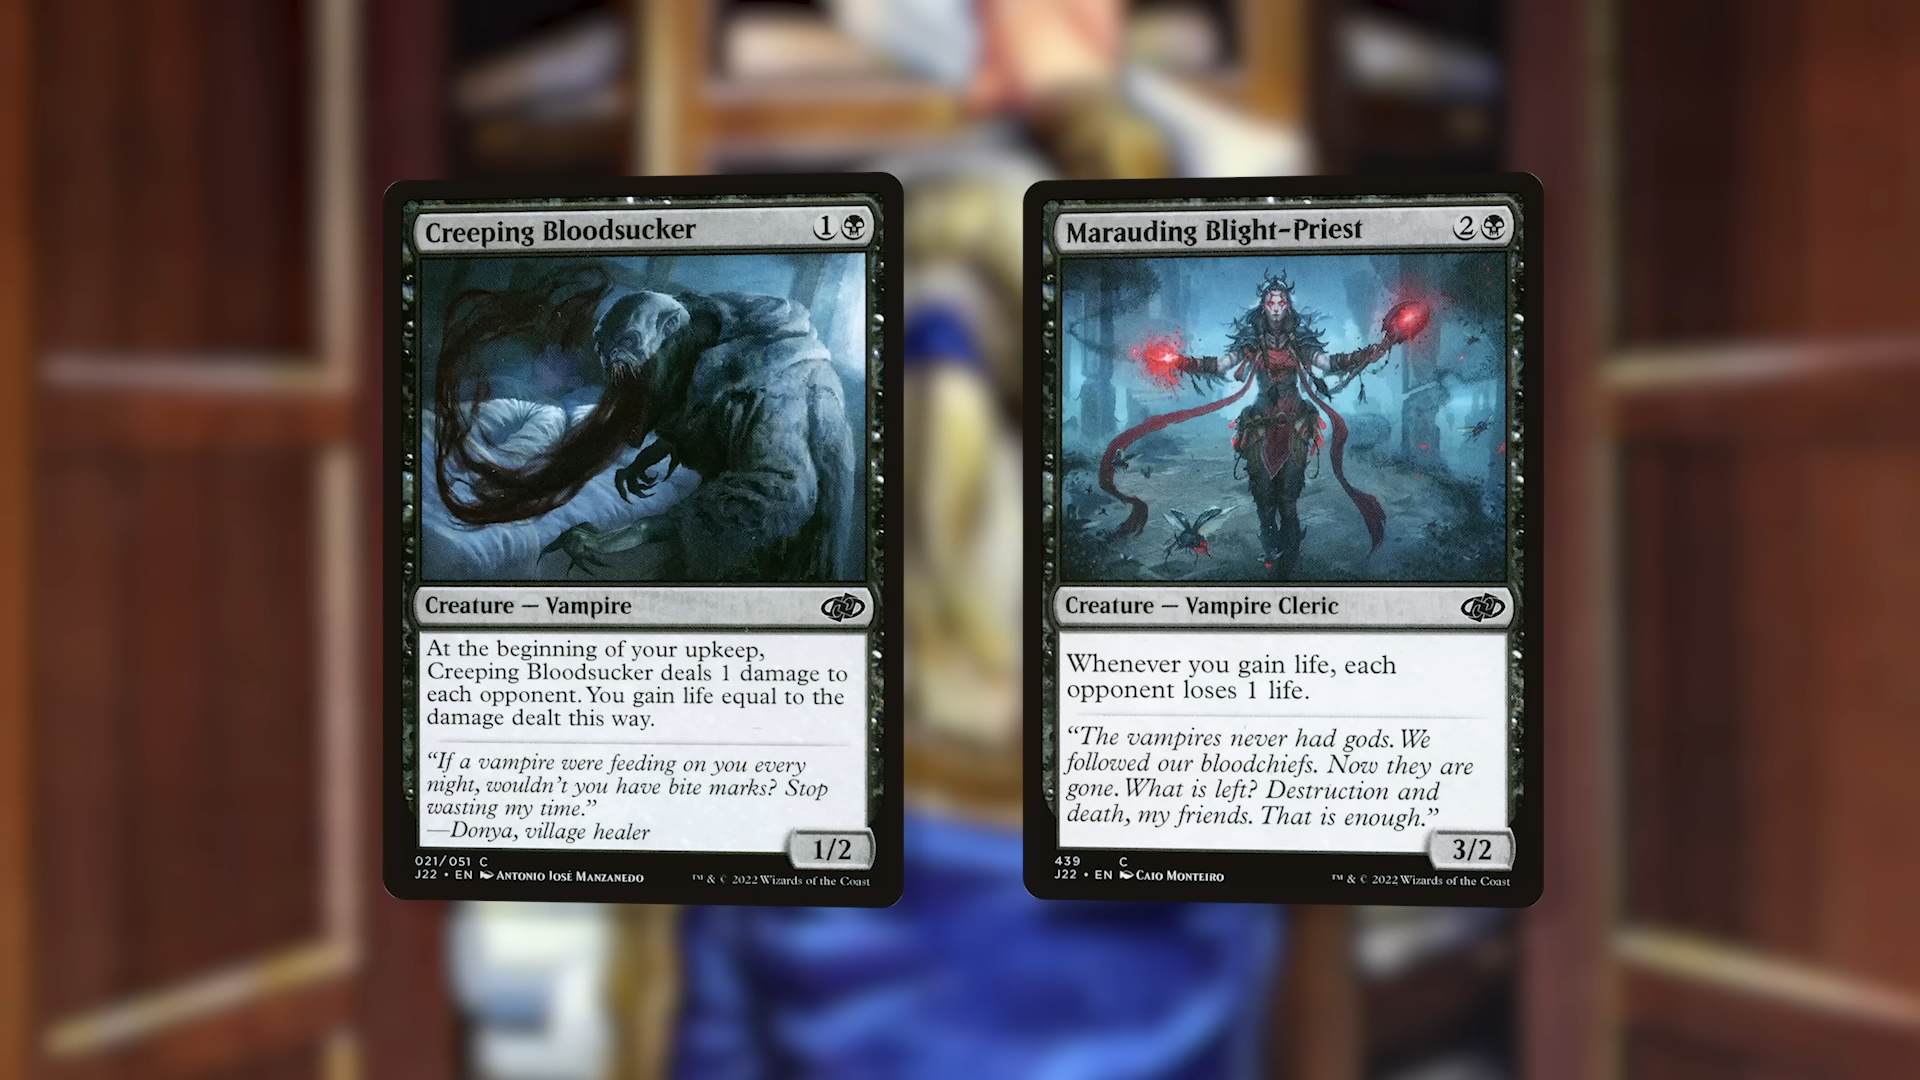 Creeping Bloodsucker
1
Creature — Vampire
At the beginning of your upkeep,
Creeping Bloodsucker deals 1 damage to
each opponent. You gain life equal to the
damage dealt this way.
“If a vampire were feeding on you every
night, wouldn’t you have bite marks? Stop
wasting my time.”
—Donya, village healer
1/2
021/051 C
J22 • EN Antonio José Manzanedo
™ & © 2022 Wizards of the Coast
Marauding Blight-Priest
2
Creature — Vampire Cleric
Whenever you gain life, each
opponent loses 1 life.
“The vampires never had gods. We
followed our bloodchiefs. Now they are
gone. What is left? Destruction and
death, my friends. That is enough.”
3/2
439 C
J22 • EN Caio Monteiro
™ & © 2022 Wizards of the Coast